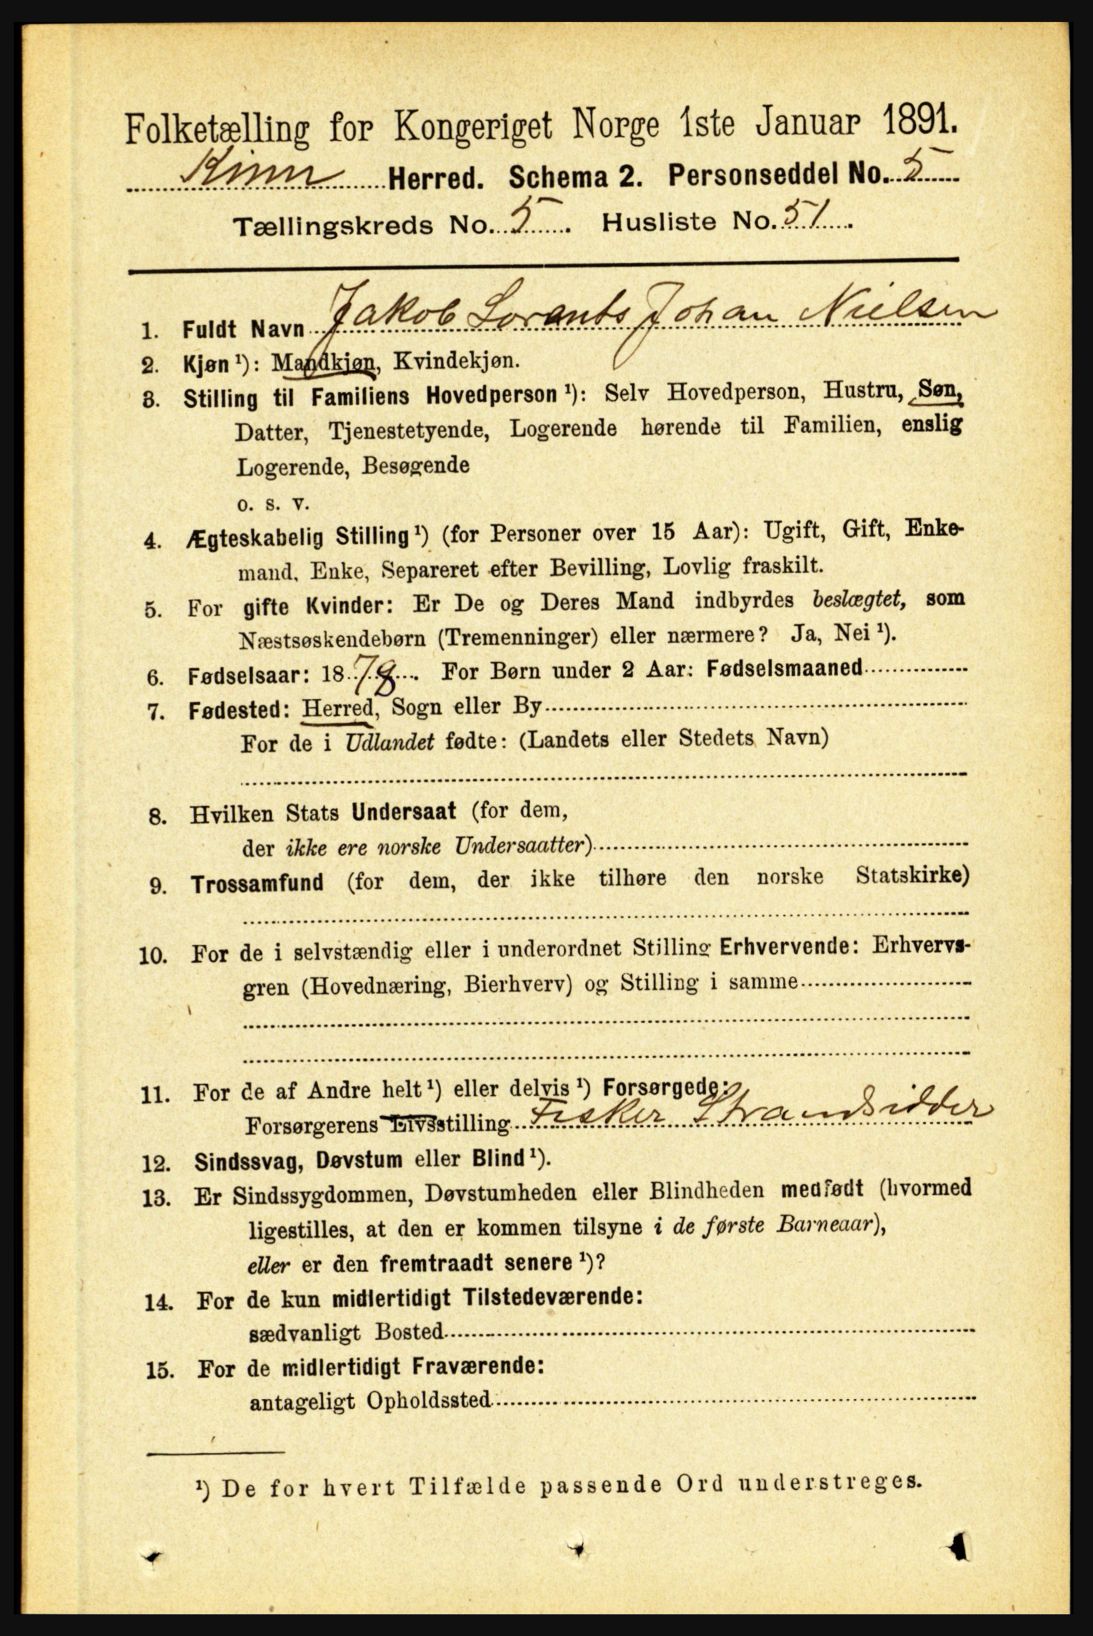 Folketælling for Kongeriget Norge 1ste Januar 1891.
Kinn Herred. Schema 2. Personseddel No. 5
Tællingskreds No. 5. Husliste No. 51.
1. Fuldt Navn Jakob Lorents Johan Nielsen
2. Kjøn ¹): Mandkjøn, Kvindekjøn.
3. Stilling til Familiens Hovedperson ¹): Selv Hovedperson, Hustru, Søn,
Datter, Tjenestetyende, Logerende hørende til Familien, enslig
Logerende, Besøgende
o. s. v.
4. Ægteskabelig Stilling ¹) (for Personer over 15 Aar): Ugift, Gift, Enke-
mand, Enke, Separeret efter Bevilling, Lovlig fraskilt.
5. For gifte Kvinder: Er De og Deres Mand indbyrdes beslægtet, som
Næstsøskendebørn (Tremenninger) eller nærmere? Ja, Nei ¹).
6. Fødselsaar: 1878. For Børn under 2 Aar: Fødselsmaaned
7. Fødested: Herred, Sogn eller By
For de i Udlandet fødte: (Landets eller Stedets Navn)
8. Hvilken Stats Undersaat (for dem,
der ikke ere norske Undersaatter)
9. Trossamfund (for dem, der ikke tilhøre den norske Statskirke)
10. For de i selvstændig eller i underordnet Stilling Erhvervende: Erhvervs-
gren (Hovednæring, Bierhverv) og Stilling i samme
11. For de af Andre helt ¹) eller delvis ¹) Forsørgede:
Forsørgerens Livsstilling Fisker Strandsidder
12. Sindssvag, Døvstum eller Blind ¹).
13. Er Sindssygdommen, Døvstumheden eller Blindheden medfødt (hvormed
ligestilles, at den er kommen tilsyne i de første Barneaar),
eller er den fremtraadt senere ¹)?
14. For de kun midlertidigt Tilstedeværende:
sædvanligt Bosted
15. For de midlertidigt Fraværende:
antageligt Opholdssted
¹) De for hvert Tilfælde passende Ord understreges.